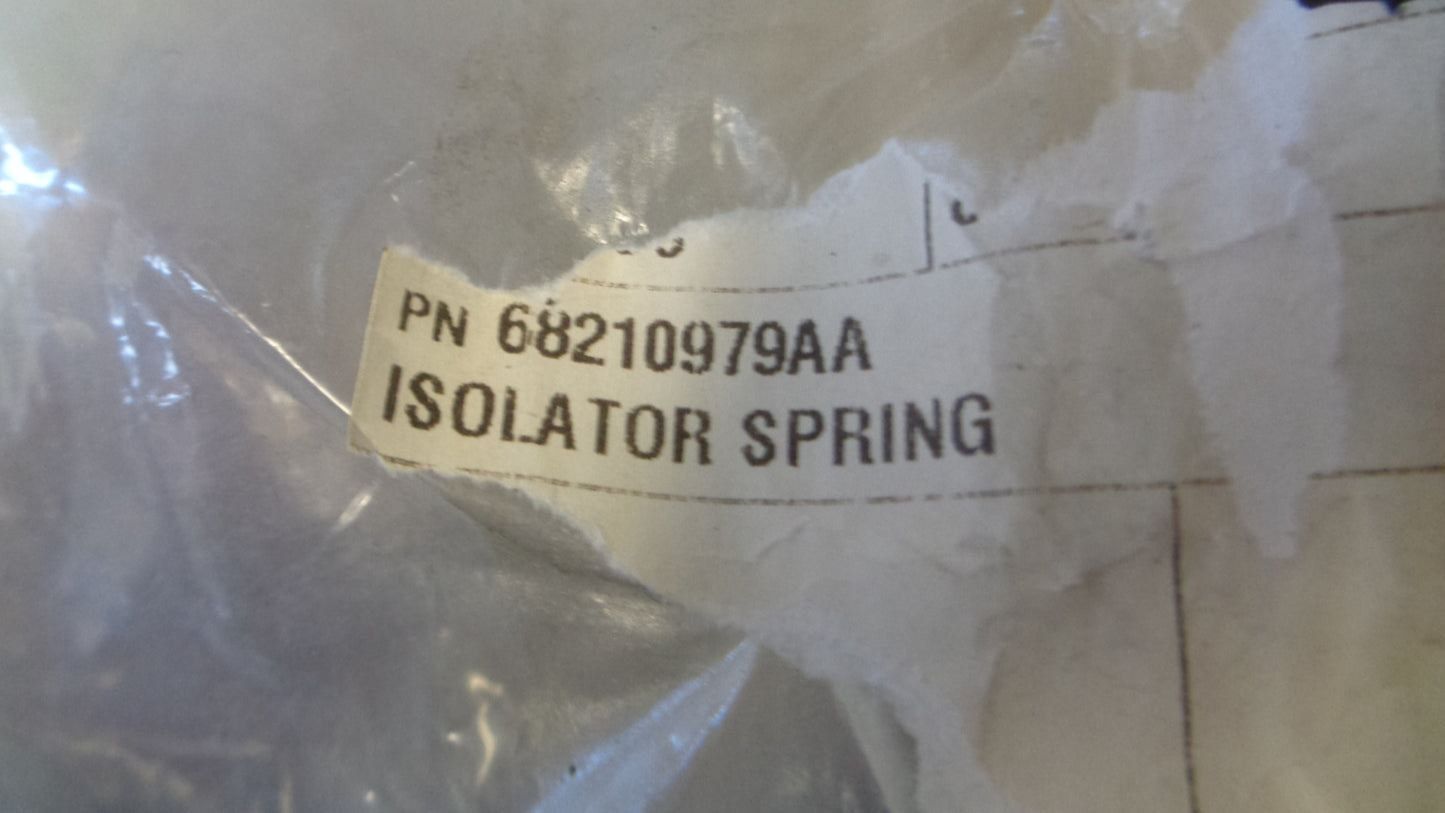 PN 68210979AA
ISOLATOR SPRING